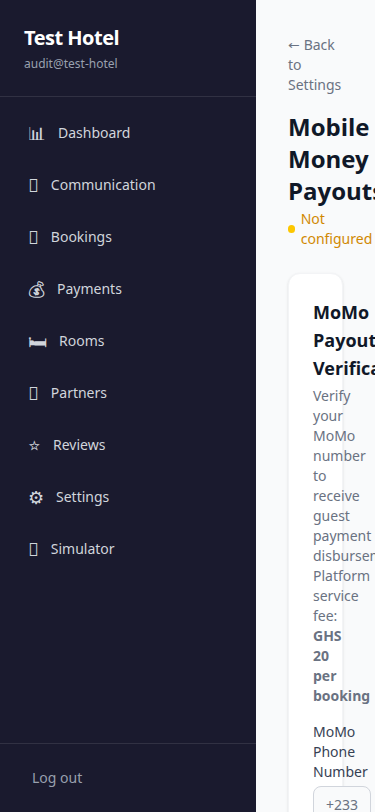 Test Hotel
audit@test-hotel
Dashboard
Communication
Bookings
Payments
Rooms
Partners
Reviews
Settings
Simulator
Log out
← Back
to
Settings
Mobile
Money
Payouts
Not
configured
MoMo
Payout
Verify
your
MoMo
number
to
receive
guest
payment
Platform
service
fee:
GHS
20
per
booking
MoMo
Phone
Number
+233